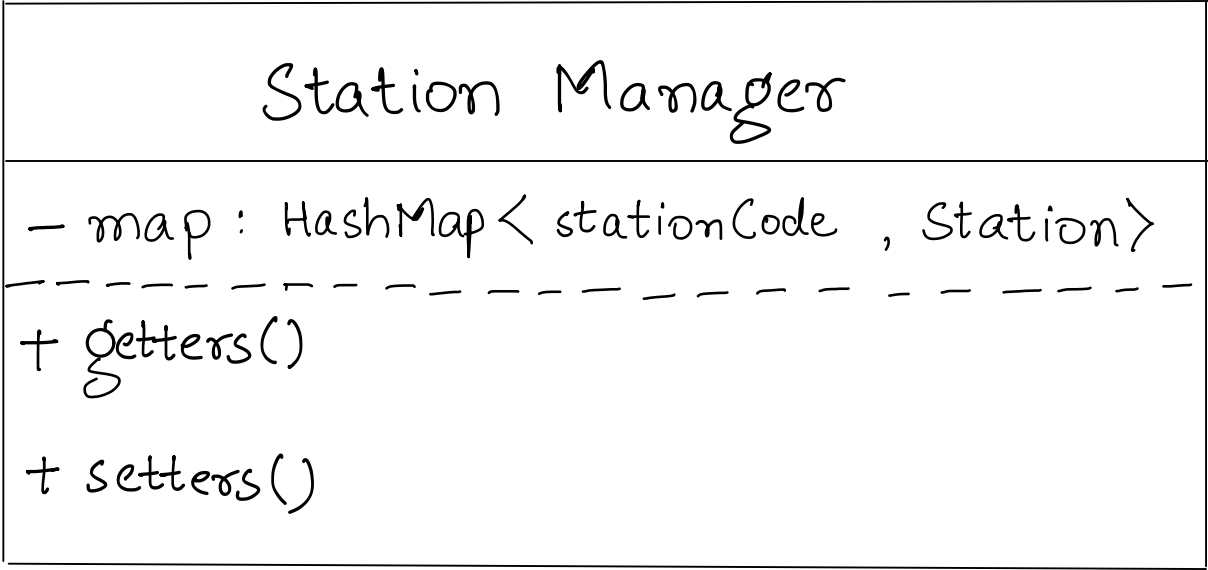 Station Manager
- map : HashMap < stationCode , Station>
+ getters()
+ setters()